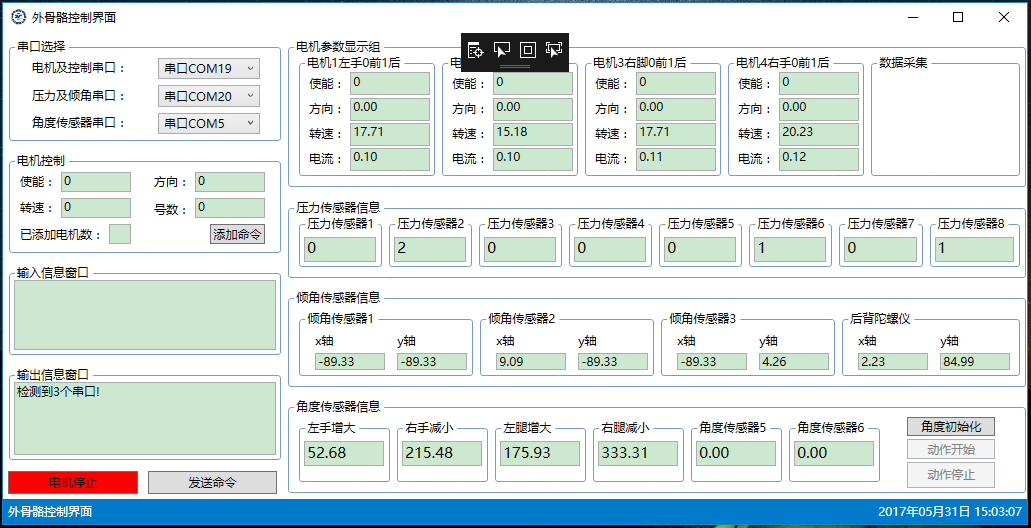 外骨骼控制界面
串口选择
电机及控制串口： 串口COM19
压力及倾角串口： 串口COM20
角度传感器串口： 串口COM5
电机控制
使能： 0 方向： 0
转速： 0 号数： 0
已添加电机数： 添加命令
输入信息窗口
输出信息窗口
检测到3个串口!
电机停止 发送命令
电机参数显示组
电机1左手0前1后 电 电机3右脚0前1后 电机4右手0前1后 数据采集
使能： 0 使能： 0 使能： 0 使能： 0
方向： 0.00 方向： 0.00 方向： 0.00 方向： 0.00
转速： 17.71 转速： 15.18 转速： 17.71 转速： 20.23
电流： 0.10 电流： 0.10 电流： 0.11 电流： 0.12
压力传感器信息
压力传感器1 压力传感器2 压力传感器3 压力传感器4 压力传感器5 压力传感器6 压力传感器7 压力传感器8
0 2 0 0 0 1 0 1
倾角传感器信息
倾角传感器1 倾角传感器2 倾角传感器3 后背陀螺仪
x轴 y轴 x轴 y轴 x轴 y轴 x轴 y轴
-89.33 -89.33 9.09 -89.33 -89.33 4.26 2.23 84.99
角度传感器信息
左手增大 右手减小 左腿增大 右腿减小 角度传感器5 角度传感器6
52.68 215.48 175.93 333.31 0.00 0.00
角度初始化
动作开始
动作停止
外骨骼控制界面 2017年05月31日 15:03:07